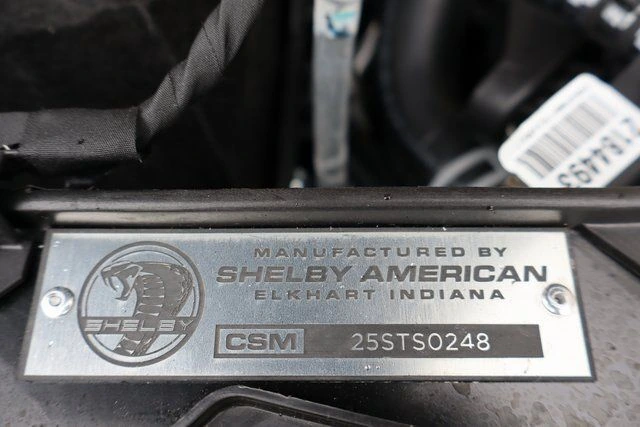 MANUFACTURED BY
SHELBY AMERICAN
ELKHART INDIANA
SHELBY
CSM 25STS0248